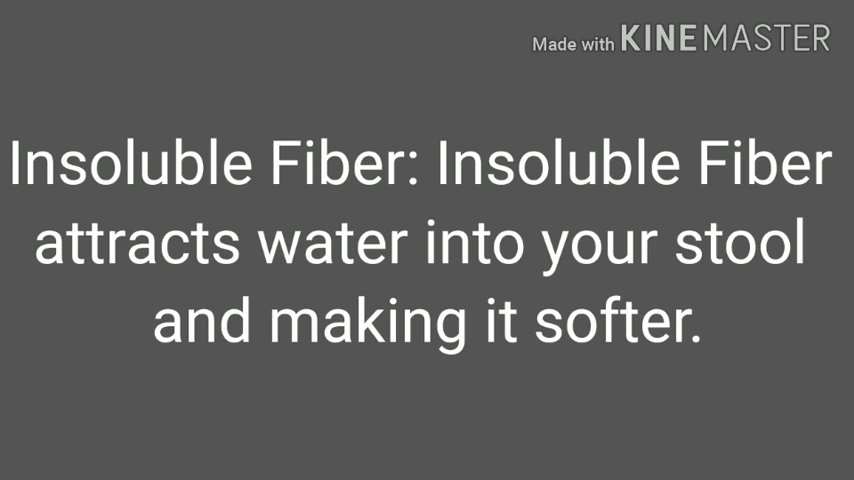 Made with KINEMASTER
Insoluble Fiber: Insoluble Fiber
attracts water into your stool
and making it softer.